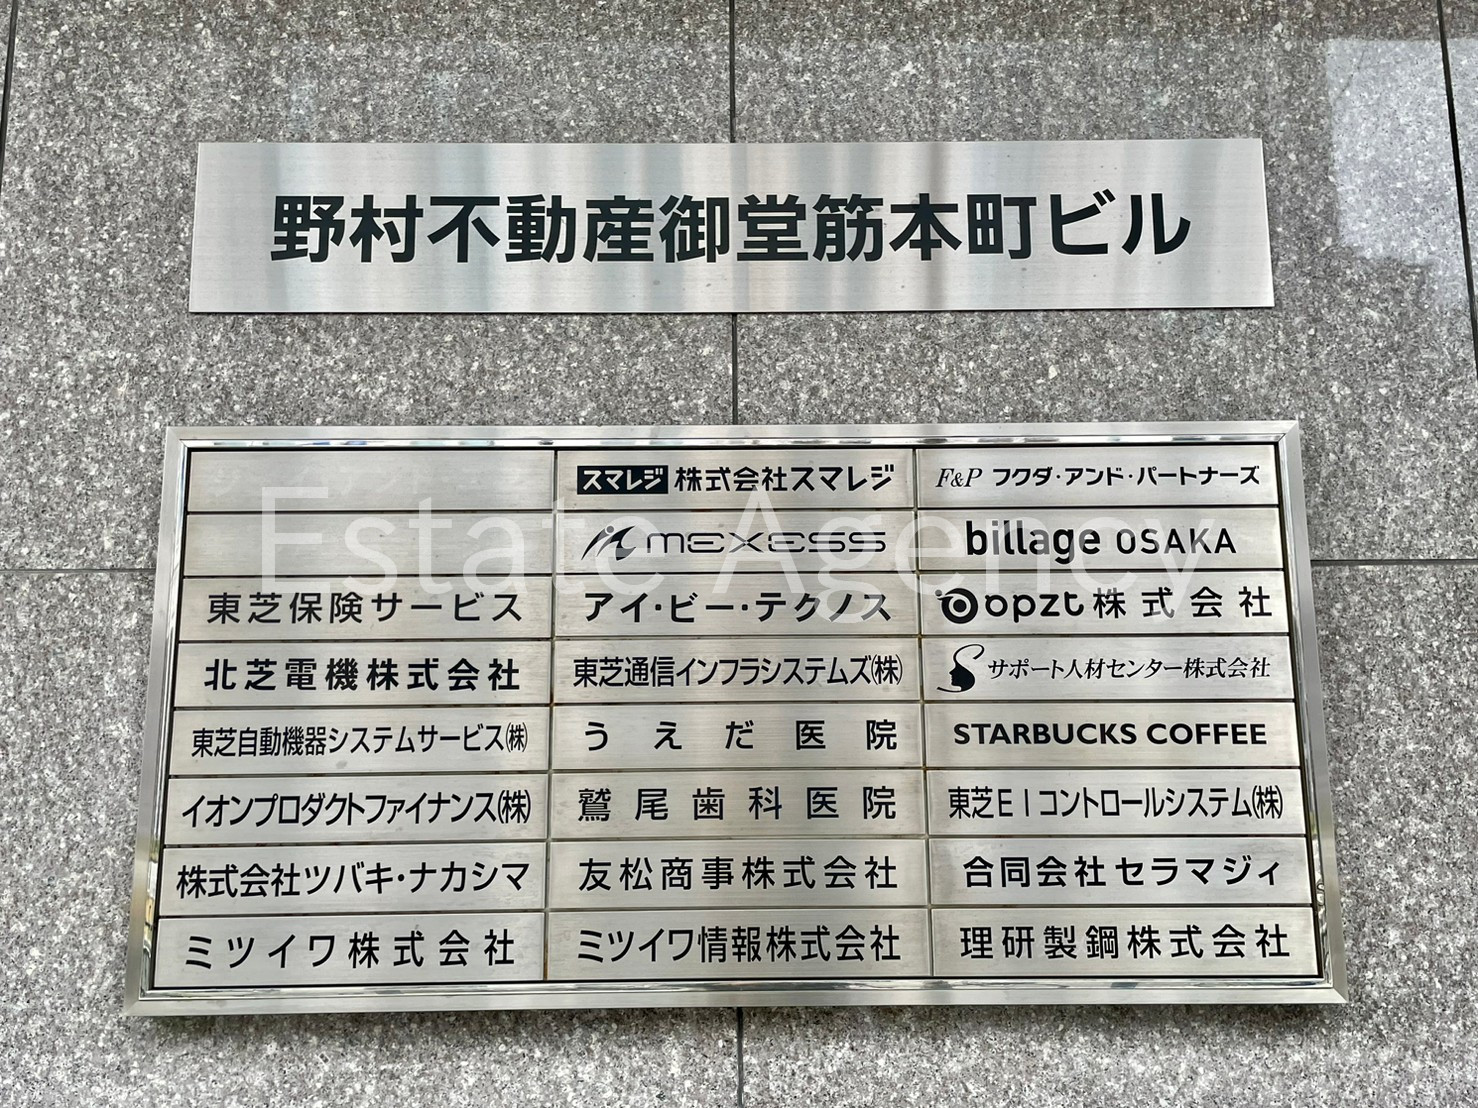 野村不動産御堂筋本町ビル
スマレジ 株式会社スマレジ
F&P フクダ・アンド・パートナーズ
mexess
billage OSAKA
東芝保険サービス
アイ・ビー・テクノス
opzt株式会社
北芝電機株式会社
東芝通信インフラシステムズ㈱
サポート人材センター株式会社
東芝自動機器システムサービス㈱
うえだ医院
STARBUCKS COFFEE
イオンプロダクトファイナンス㈱
鷲尾歯科医院
東芝EIコントロールシステム㈱
株式会社ツバキ・ナカシマ
友松商事株式会社
合同会社セラマジィ
ミツイワ株式会社
ミツイワ情報株式会社
理研製鋼株式会社
Estate Agency